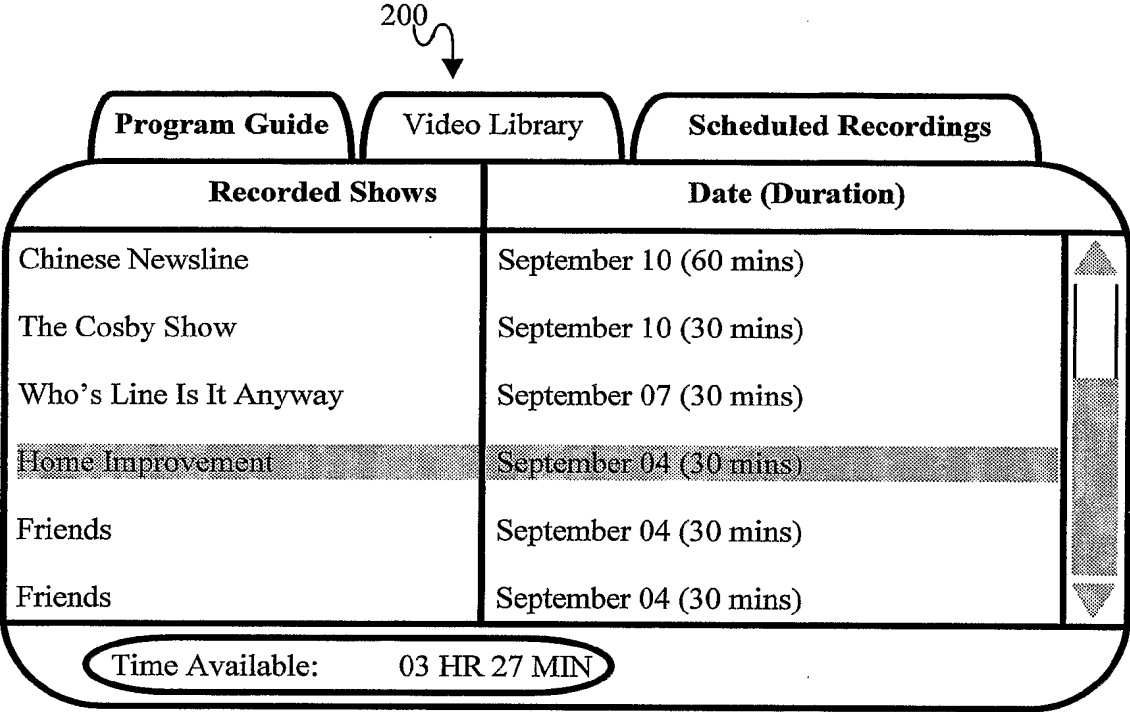 200
Program Guide Video Library Scheduled Recordings
Recorded Shows Date (Duration)
Chinese Newsline September 10 (60 mins)
The Cosby Show September 10 (30 mins)
Who's Line Is It Anyway September 07 (30 mins)
Home Improvement September 04 (30 mins)
Friends September 04 (30 mins)
Friends September 04 (30 mins)
Time Available: 03 HR 27 MIN